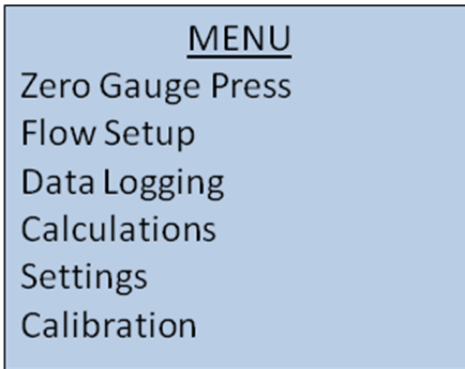 MENU
Zero Gauge Press
Flow Setup
Data Logging
Calculations
Settings
Calibration